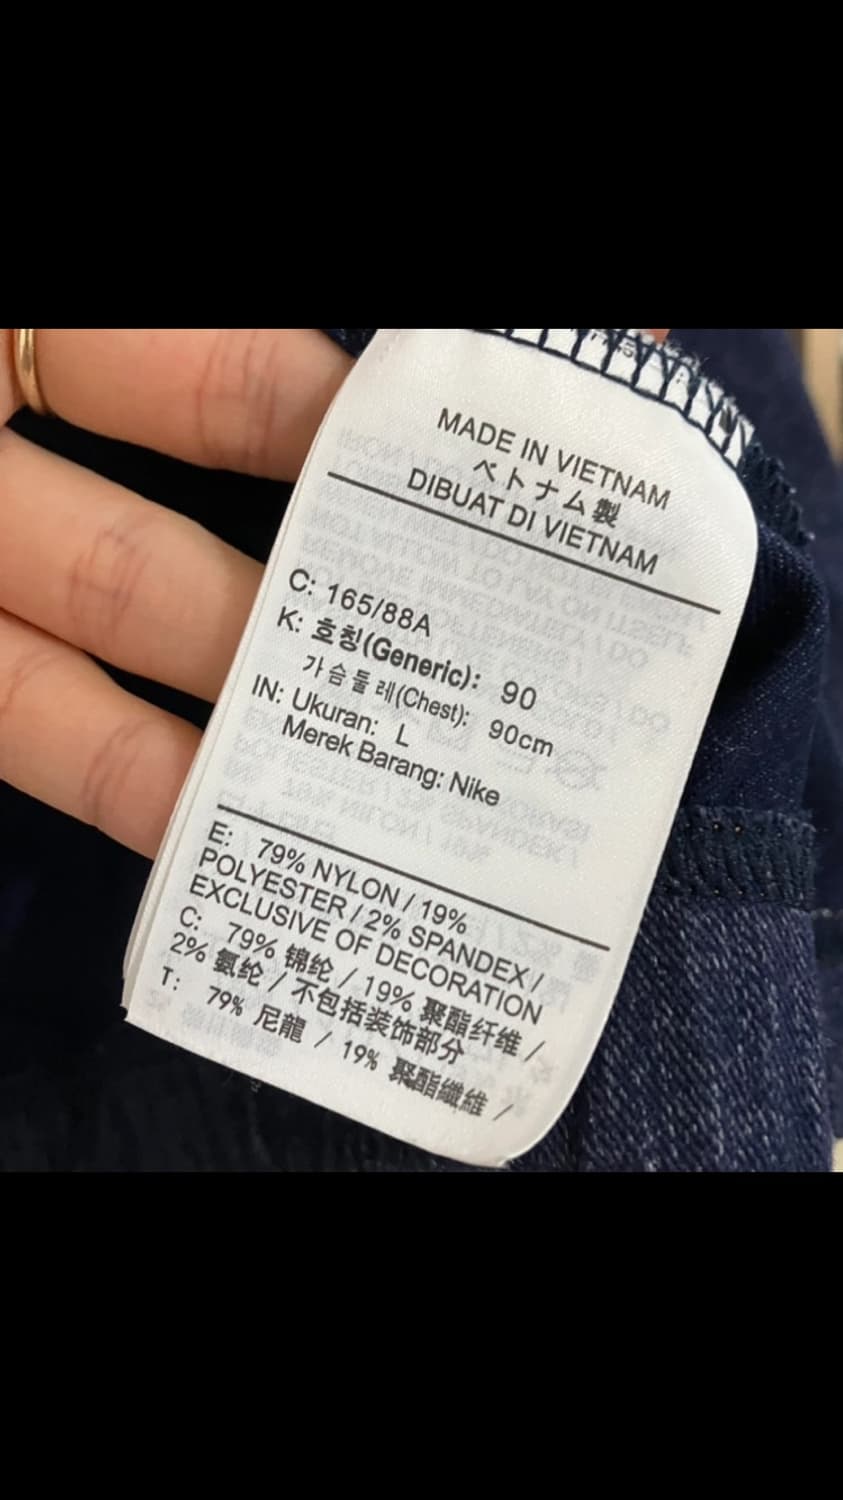 MADE IN VIETNAM
ベトナム製
DIBUAT DI VIETNAM
C: 165/88A
K: 호칭(Generic): 90
가슴둘레(Chest): 90cm
IN: Ukuran: L
Merek Barang: Nike
E: 79% NYLON / 19%
POLYESTER / 2% SPANDEX /
EXCLUSIVE OF DECORATION
C: 79% 锦纶 / 19% 聚酯纤维 /
2% 氨纶 / 不包括装饰部分
T: 79% 尼龍 / 19% 聚酯纖維 /